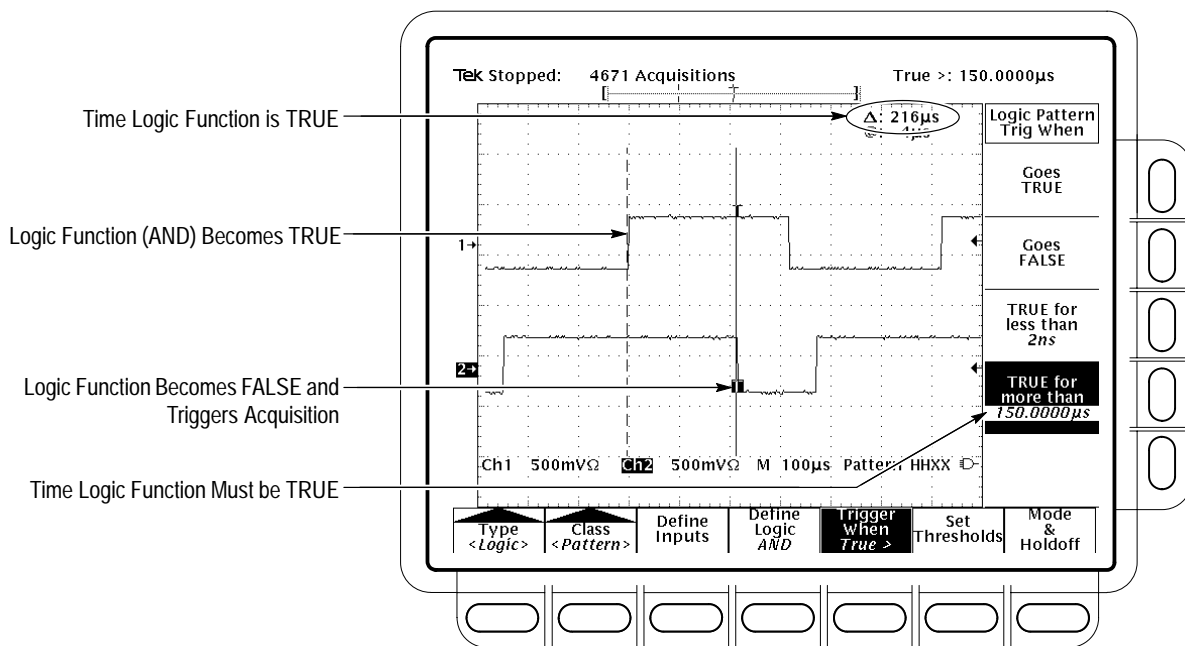 Tek Stopped: 4671 Acquisitions True >: 150.0000µs
[ T ]
Time Logic Function is TRUE
Δ: 216µs
Logic Pattern
Trig When
Goes
TRUE
Logic Function (AND) Becomes TRUE
1→
Goes
FALSE
TRUE for
less than
2ns
2→
Logic Function Becomes FALSE and
Triggers Acquisition
T
TRUE for
more than
150.0000µs
Ch1 500mVΩ Ch2 500mVΩ M 100µs Pattern HHXX
Time Logic Function Must be TRUE
Type
<Logic>
Class
<Pattern>
Define
Inputs
Define
Logic
AND
Trigger
When
True >
Set
Thresholds
Mode
&
Holdoff